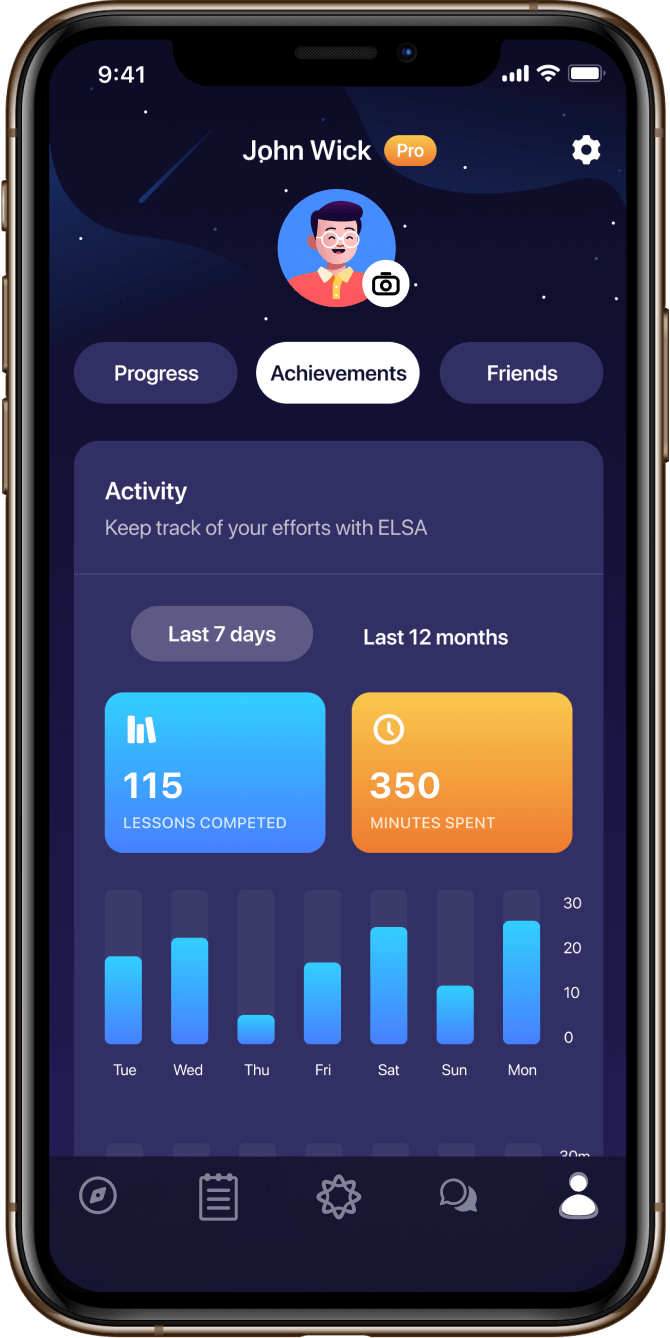 9:41
John Wick Pro
Progress Achievements Friends
Activity
Keep track of your efforts with ELSA
Last 7 days Last 12 months
115 350
LESSONS COMPETED MINUTES SPENT
30
20
10
0
Tue Wed Thu Fri Sat Sun Mon
30m